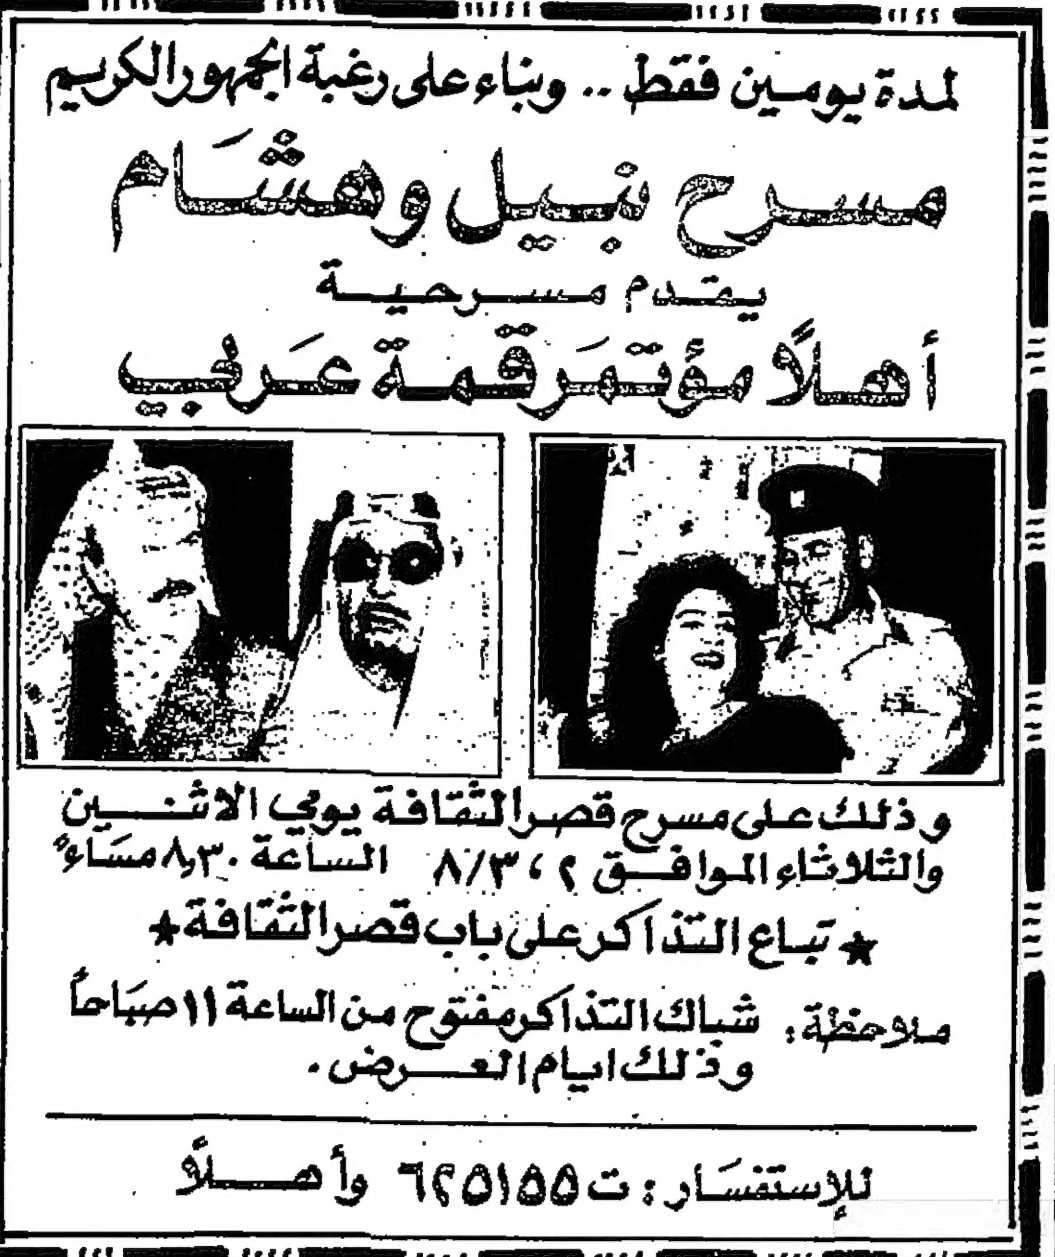 لمدة يومين فقط .. وبناء على رغبة الجمهور الكريم
مسرح نبيل وهشام
يقدم مسرحية
أهلاً مؤتمر قمة عربي
وذلك على مسرح قصر الثقافة يومي الاثنين
والثلاثاء الموافق ٢ ، ٨/٣ الساعة ٨,٣٠ مساءً
★ تباع التذاكر على باب قصر الثقافة ★
ملاحظة: شباك التذاكر مفتوح من الساعة ١١ صباحاً
وذلك ايام العرض .
للإستفسار: ت ٦٢٥١٥٥ وأهلاً